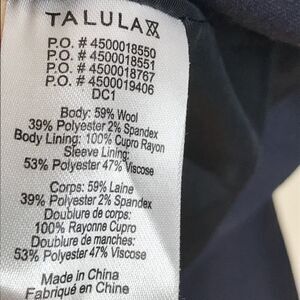 TALULA
P.O. # 4500018550
P.O. # 4500018551
P.O. # 4500018767
P.O. # 4500019406
DC1
Body: 59% Wool
39% Polyester 2% Spandex
Body Lining: 100% Cupro Rayon
Sleeve Lining:
53% Polyester 47% Viscose
Corps: 59% Laine
39% Polyester 2% Spandex
Doublure de corps:
100% Rayonne Cupro
Doublure de manches:
53% Polyester 47% Viscose
Made in China
Fabriqué en Chine